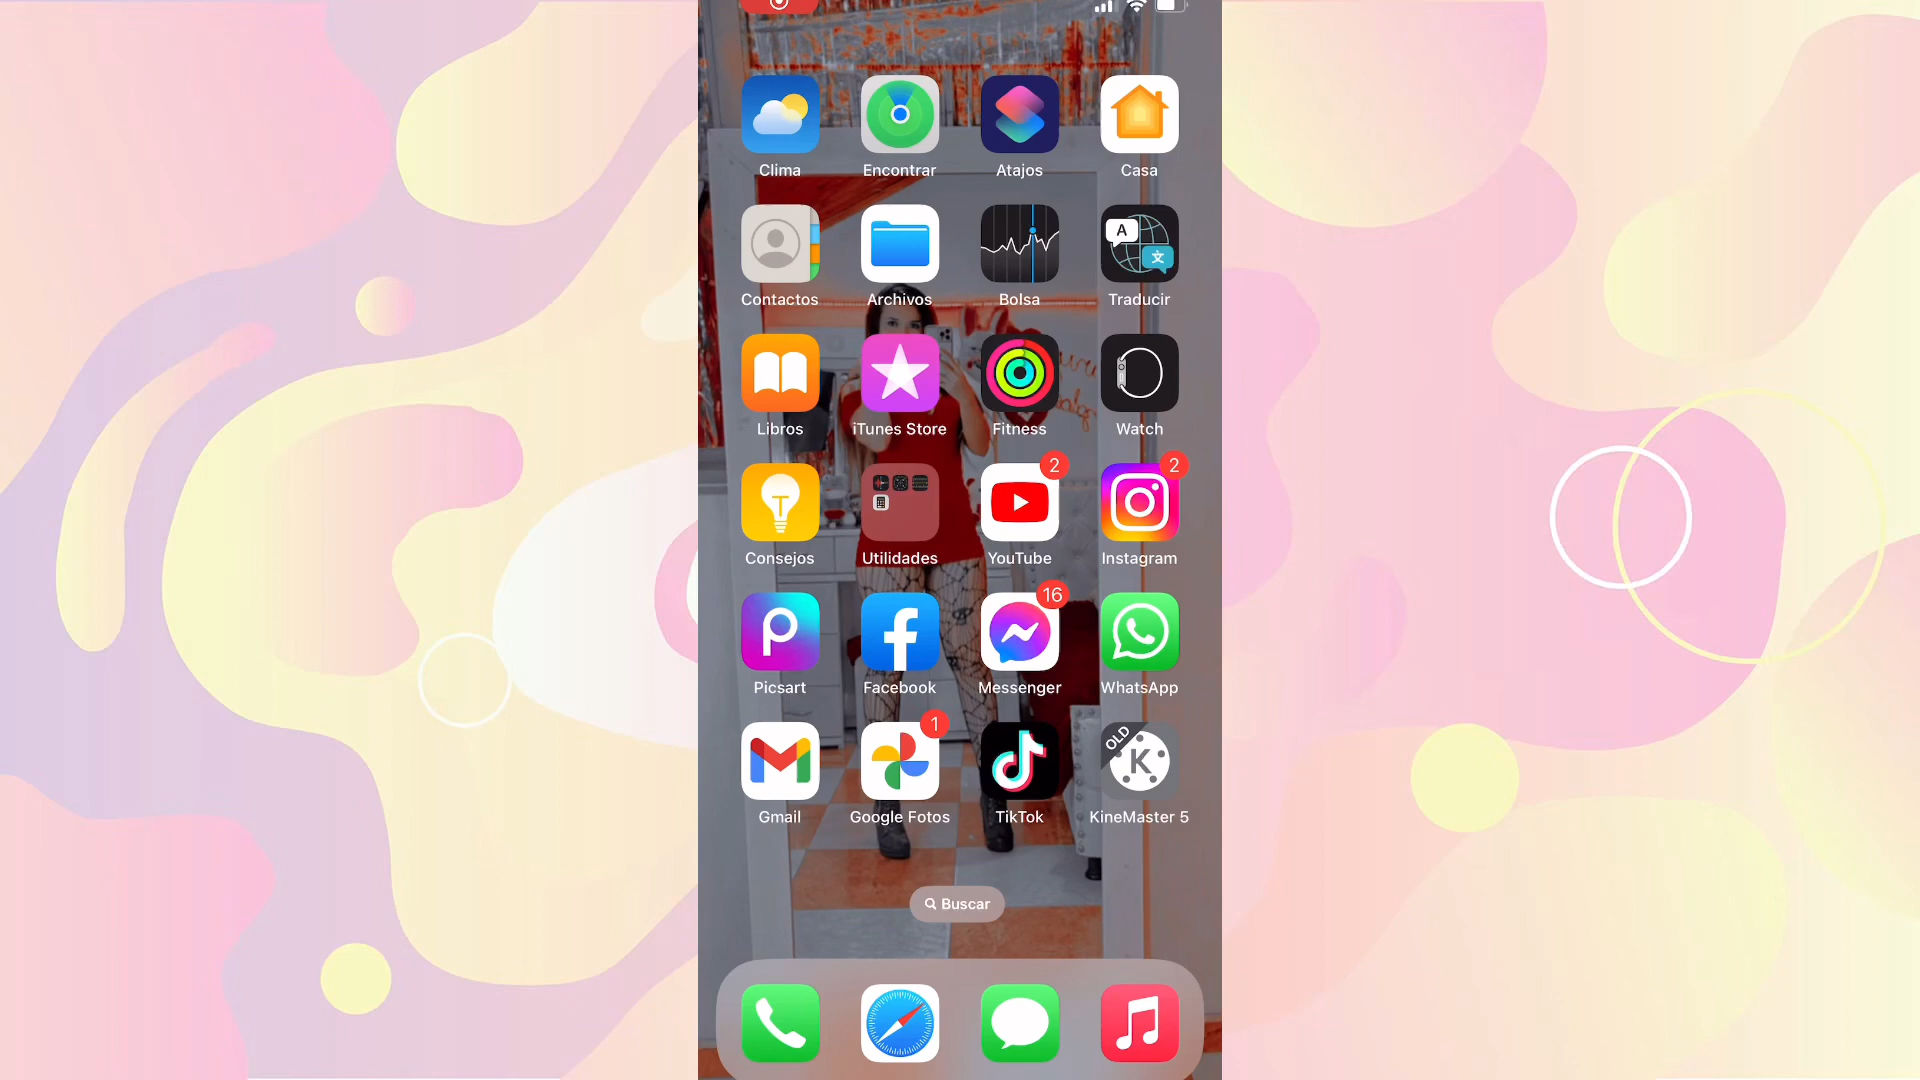 Clima Encontrar Atajos Casa
A 文
Contactos Archivos Bolsa Traducir
Libros iTunes Store Fitness Watch
2 2
Consejos Utilidades YouTube Instagram
16
Picsart Facebook Messenger WhatsApp
1
OLD
K
Gmail Google Fotos TikTok KineMaster 5
Buscar